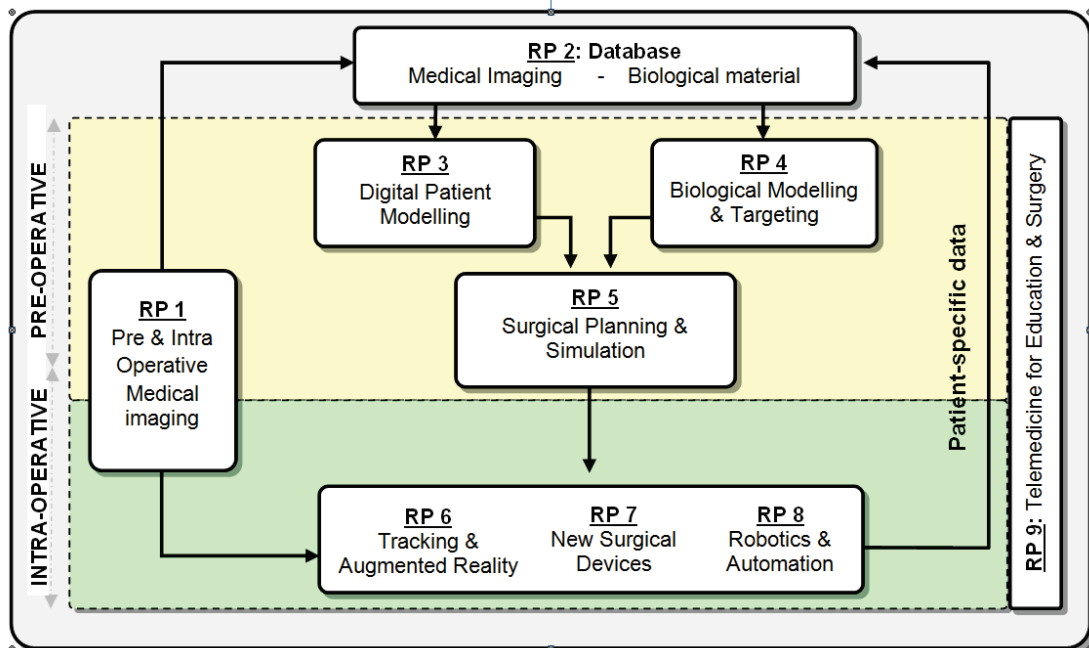 RP 2: Database
Medical Imaging - Biological material
RP 3
Digital Patient
Modelling
RP 4
Biological Modelling
& Targeting
PRE-OPERATIVE
RP 1
Pre & Intra
Operative
Medical
imaging
RP 5
Surgical Planning &
Simulation
Patient-specific data
RP 9: Telemedicine for Education & Surgery
INTRA-OPERATIVE
RP 6
Tracking &
Augmented Reality
RP 7
New Surgical
Devices
RP 8
Robotics &
Automation